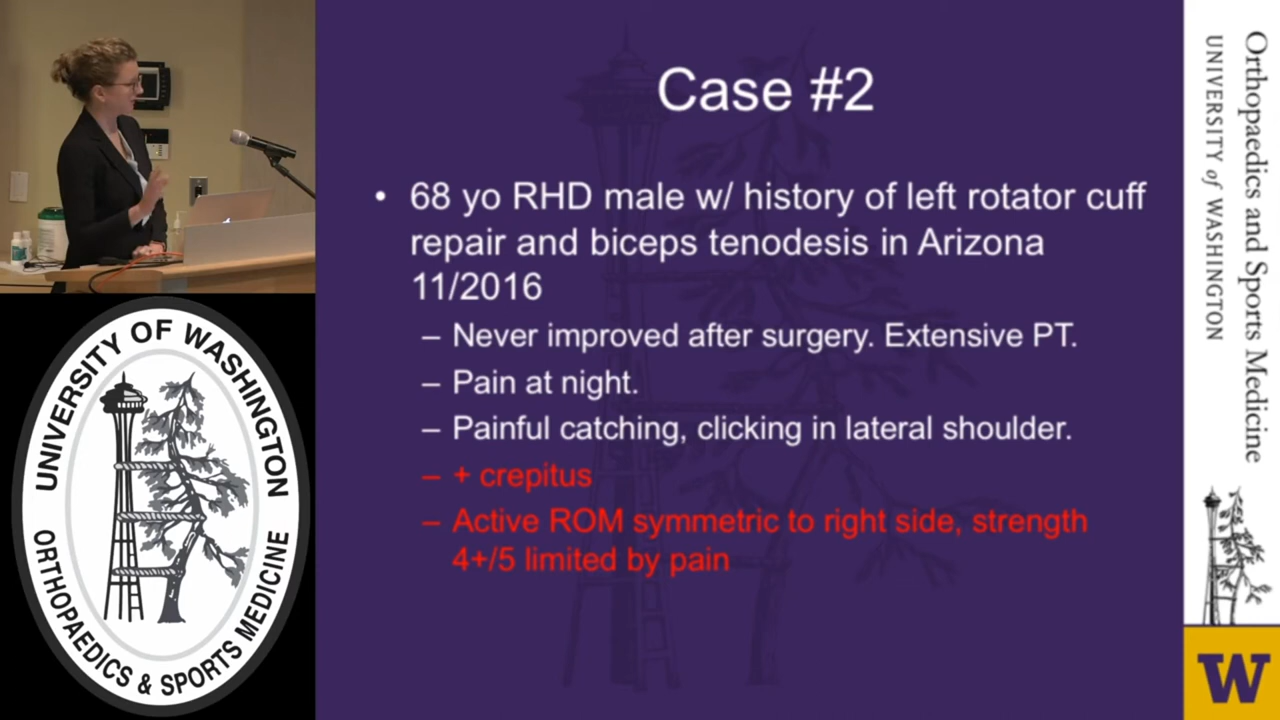 Case #2
• 68 yo RHD male w/ history of left rotator cuff
repair and biceps tenodesis in Arizona
11/2016
– Never improved after surgery. Extensive PT.
– Pain at night.
– Painful catching, clicking in lateral shoulder.
– + crepitus
– Active ROM symmetric to right side, strength
4+/5 limited by pain
UNIVERSITY OF WASHINGTON
ORTHOPAEDICS & SPORTS MEDICINE
Orthopaedics and Sports Medicine
UNIVERSITY of WASHINGTON
W